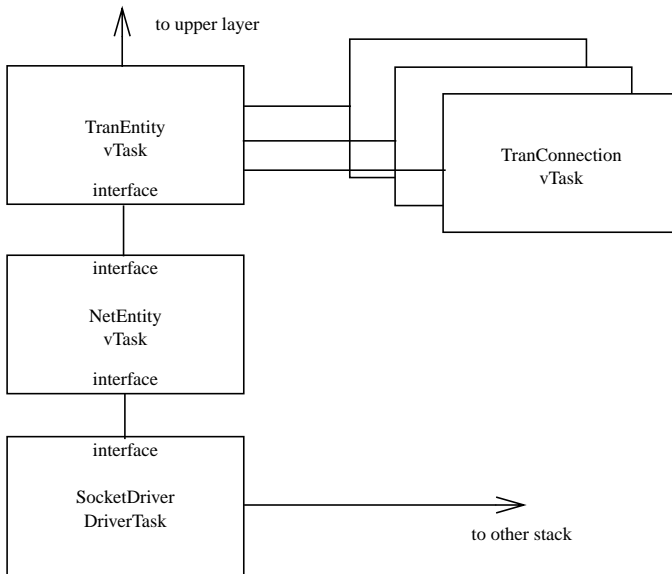 to upper layer
TranEntity
vTask
interface
TranConnection
vTask
interface
NetEntity
vTask
interface
interface
SocketDriver
DriverTask
to other stack